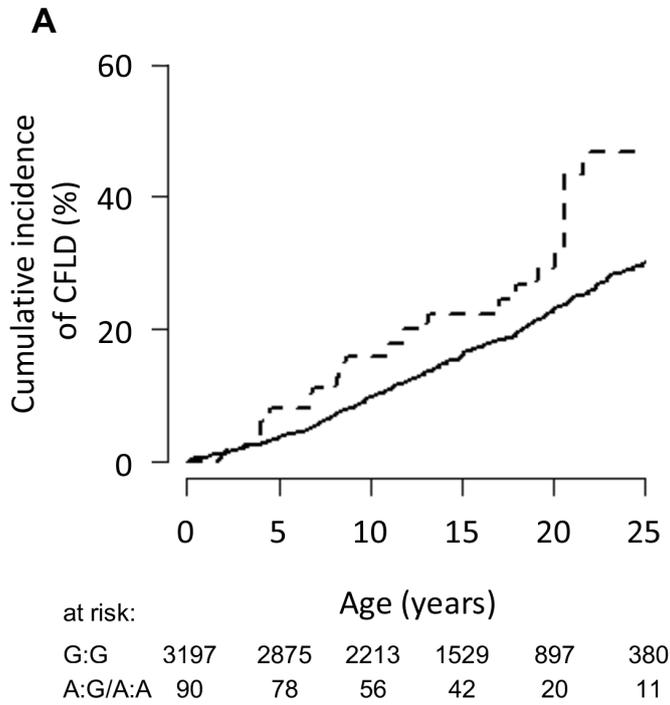 A
60
40
20
0
Cumulative incidence
of CFLD (%)
0 5 10 15 20 25
Age (years)
at risk:
G:G 3197 2875 2213 1529 897 380
A:G/A:A 90 78 56 42 20 11